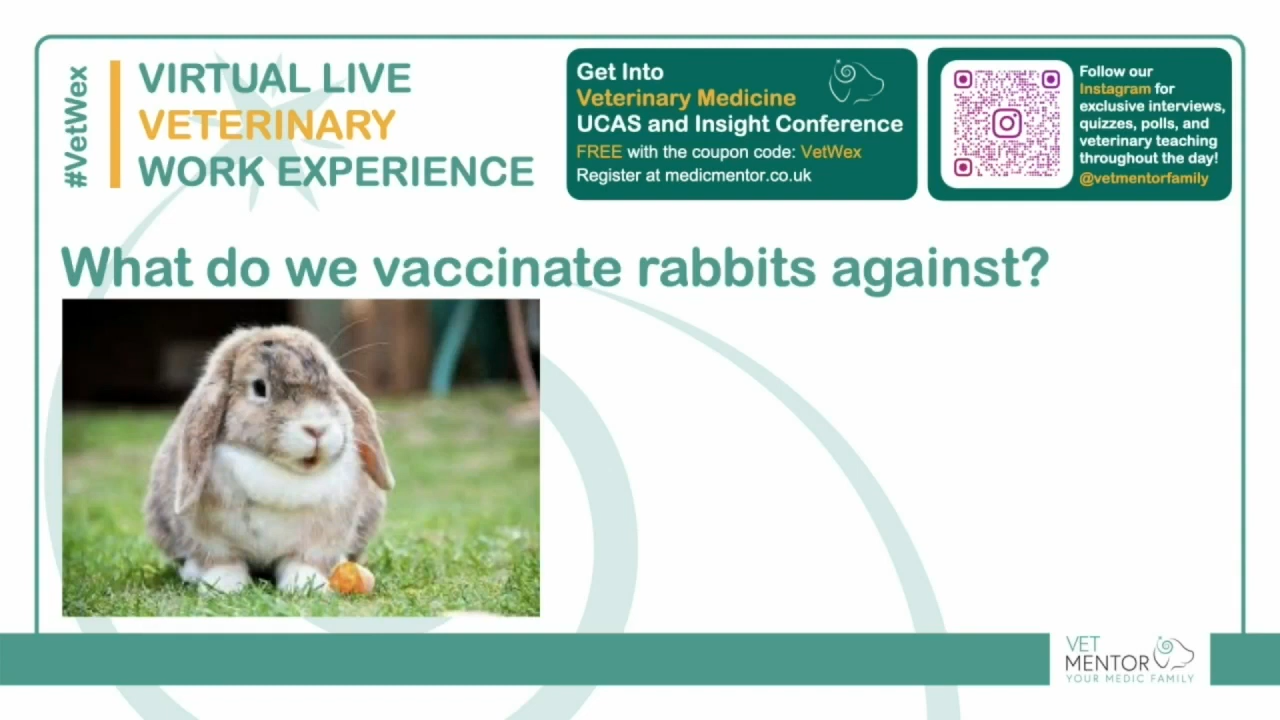 #VetWex
VIRTUAL LIVE
VETERINARY
WORK EXPERIENCE
Get Into
Veterinary Medicine
UCAS and Insight Conference
FREE with the coupon code: VetWex
Register at medicmentor.co.uk
Follow our
Instagram for
exclusive interviews,
quizzes, polls, and
veterinary teaching
throughout the day!
@vetmentorfamily
What do we vaccinate rabbits against?
VET
MENTOR
YOUR MEDIC FAMILY